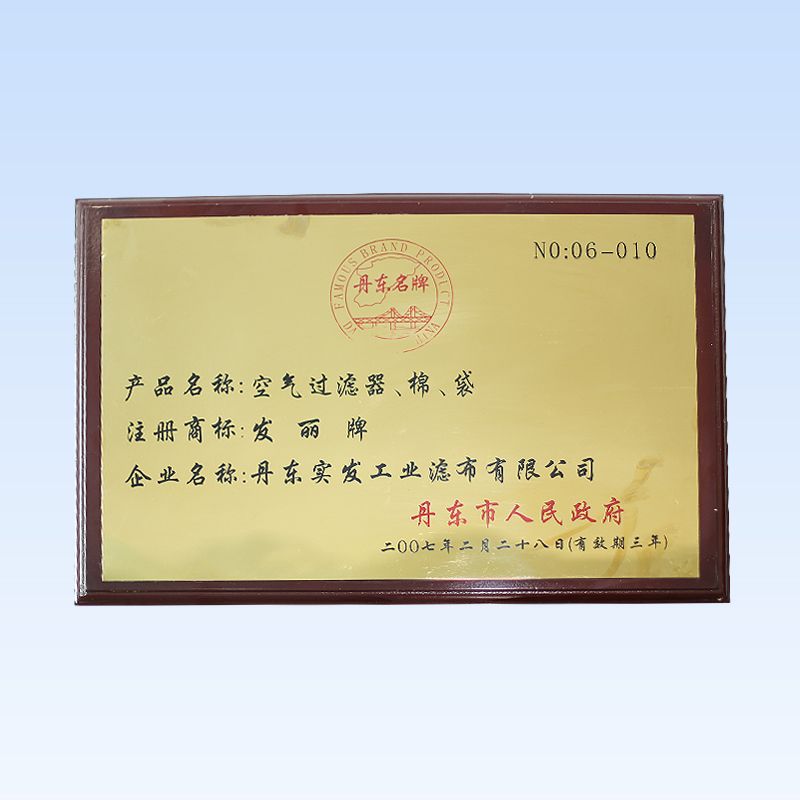 NO:06-010
FAMOUS BRAND PRODUCT
丹东名牌
产品名称:空气过滤器、棉、袋
注册商标:发丽牌
企业名称:丹东实发工业滤布有限公司
丹东市人民政府
二〇〇七年二月二十八日(有效期三年)